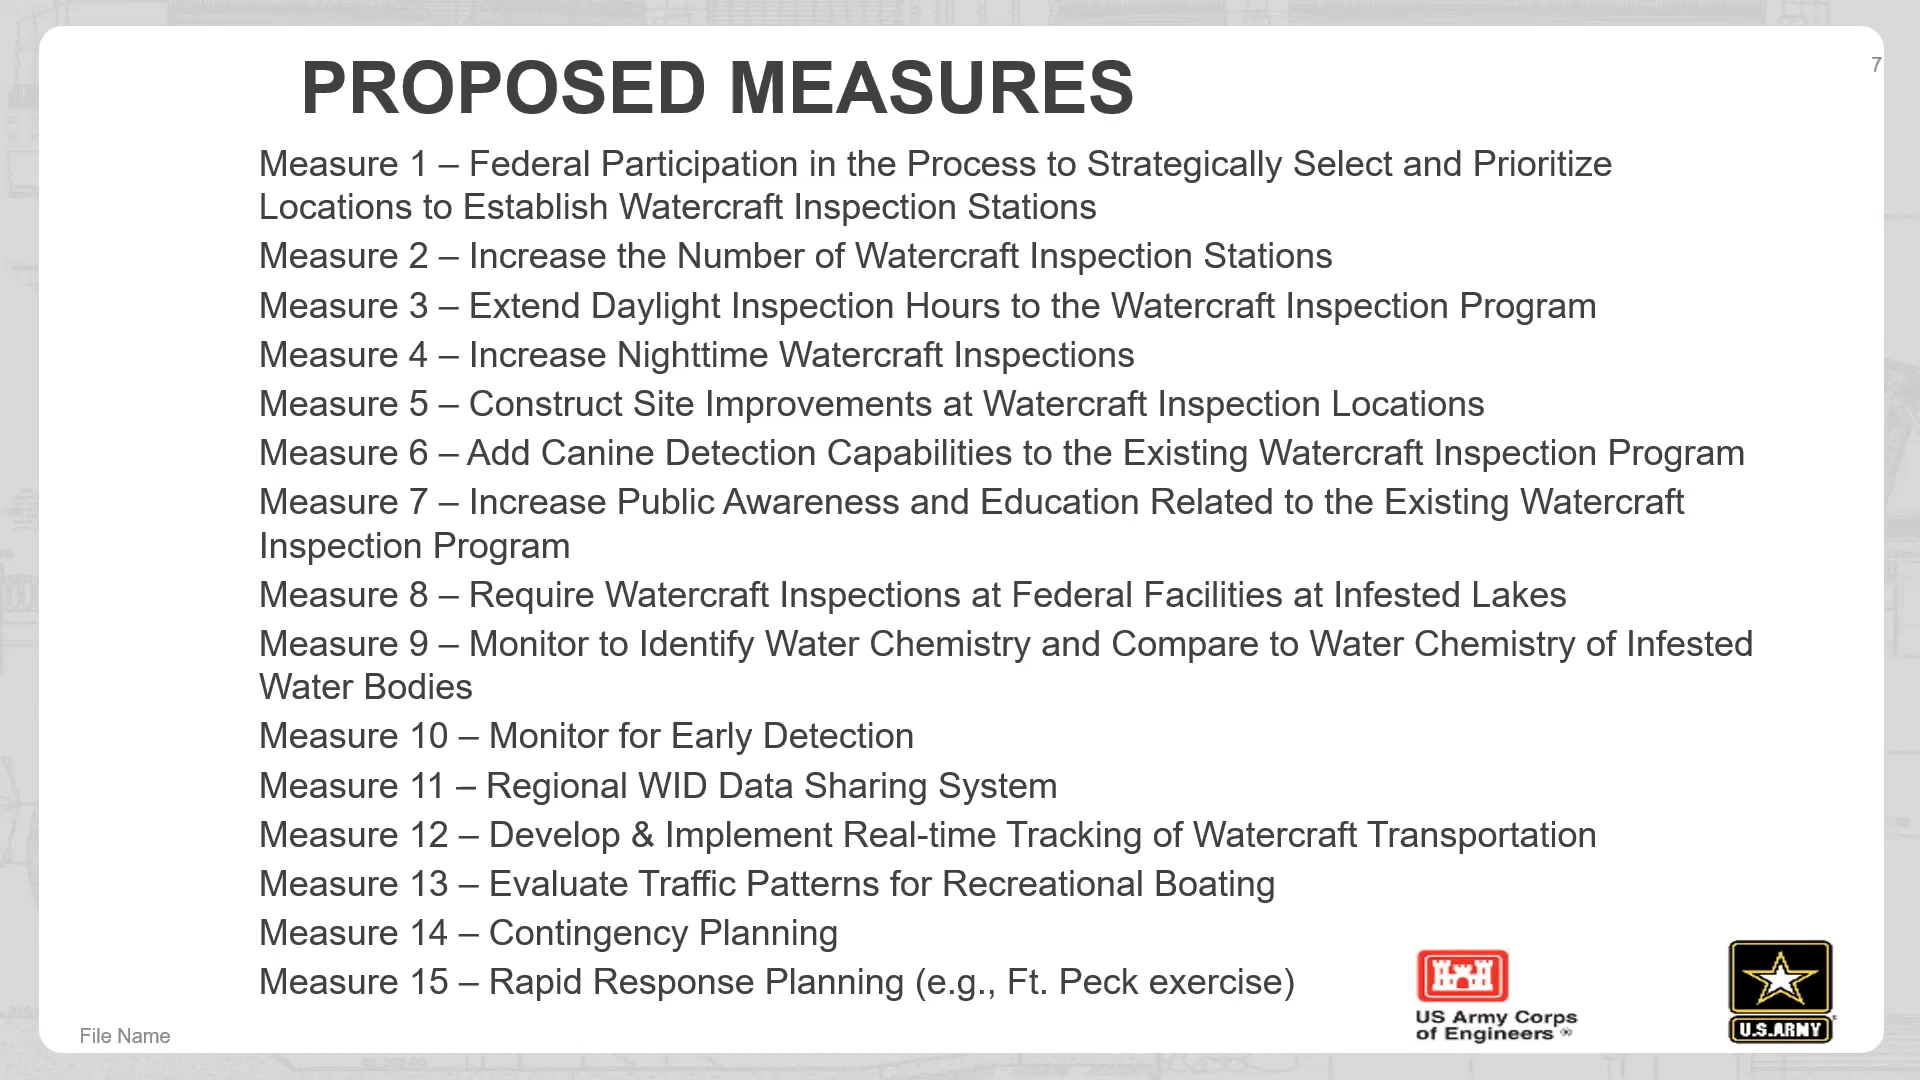 PROPOSED MEASURES
7
Measure 1 – Federal Participation in the Process to Strategically Select and Prioritize
Locations to Establish Watercraft Inspection Stations
Measure 2 – Increase the Number of Watercraft Inspection Stations
Measure 3 – Extend Daylight Inspection Hours to the Watercraft Inspection Program
Measure 4 – Increase Nighttime Watercraft Inspections
Measure 5 – Construct Site Improvements at Watercraft Inspection Locations
Measure 6 – Add Canine Detection Capabilities to the Existing Watercraft Inspection Program
Measure 7 – Increase Public Awareness and Education Related to the Existing Watercraft
Inspection Program
Measure 8 – Require Watercraft Inspections at Federal Facilities at Infested Lakes
Measure 9 – Monitor to Identify Water Chemistry and Compare to Water Chemistry of Infested
Water Bodies
Measure 10 – Monitor for Early Detection
Measure 11 – Regional WID Data Sharing System
Measure 12 – Develop & Implement Real-time Tracking of Watercraft Transportation
Measure 13 – Evaluate Traffic Patterns for Recreational Boating
Measure 14 – Contingency Planning
Measure 15 – Rapid Response Planning (e.g., Ft. Peck exercise)
US Army Corps
of Engineers ®
U.S.ARMY
File Name